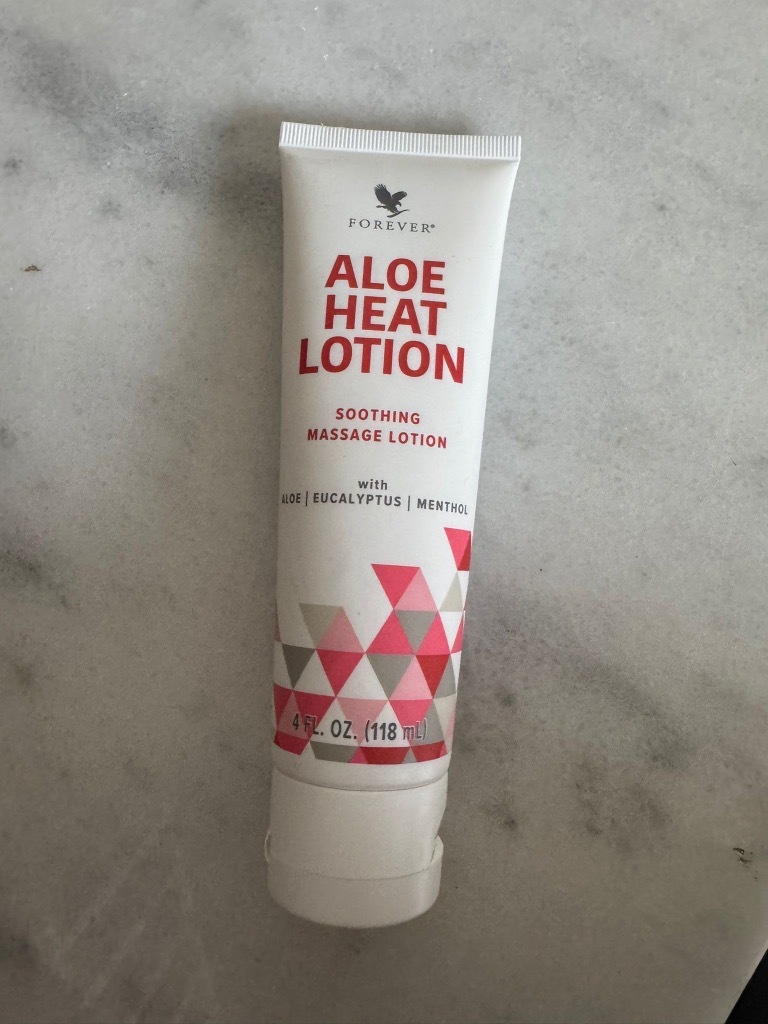 FOREVER®
ALOE
HEAT
LOTION
SOOTHING
MASSAGE LOTION
with
ALOE | EUCALYPTUS | MENTHOL
4 FL. OZ. (118 mL)